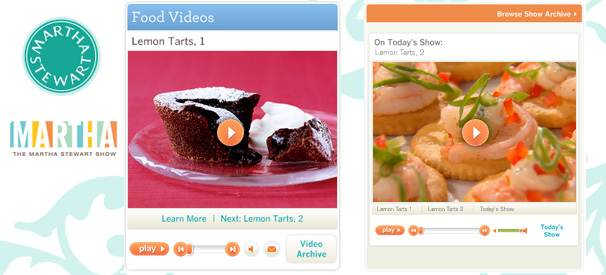 MARTHA
STEWART
MARTHA
THE MARTHA STEWART SHOW
Food Videos
Lemon Tarts, 1
Learn More | Next: Lemon Tarts, 2
play
Video
Archive
Browse Show Archive
On Today's Show:
Lemon Tarts, 2
Lemon Tarts 1 | Lemon Tarts 2 | Today's Show
play
Today's
Show